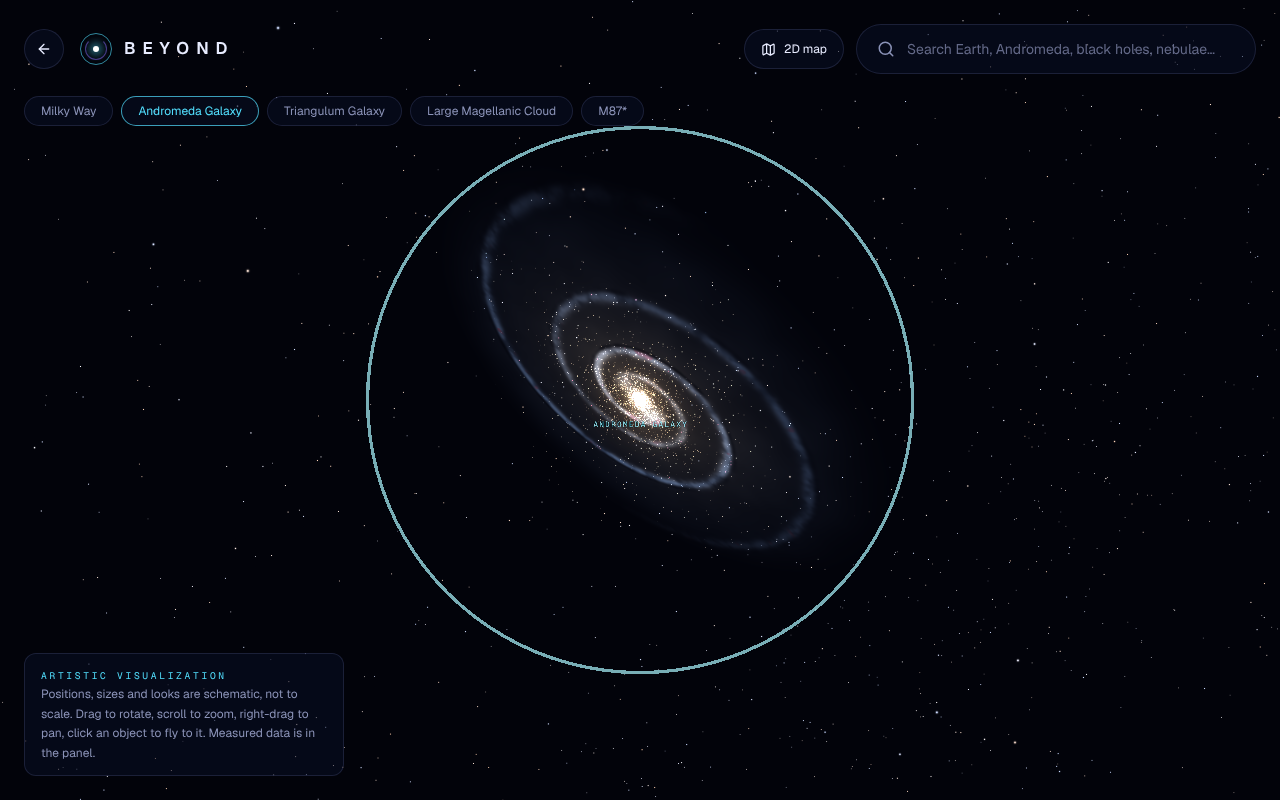 BEYOND
2D map
Search Earth, Andromeda, black holes, nebulae...
Milky Way
Andromeda Galaxy
Triangulum Galaxy
Large Magellanic Cloud
M87*
ANDROMEDA GALAXY
ARTISTIC VISUALIZATION
Positions, sizes and looks are schematic, not to
scale. Drag to rotate, scroll to zoom, right-drag to
pan, click an object to fly to it. Measured data is in
the panel.